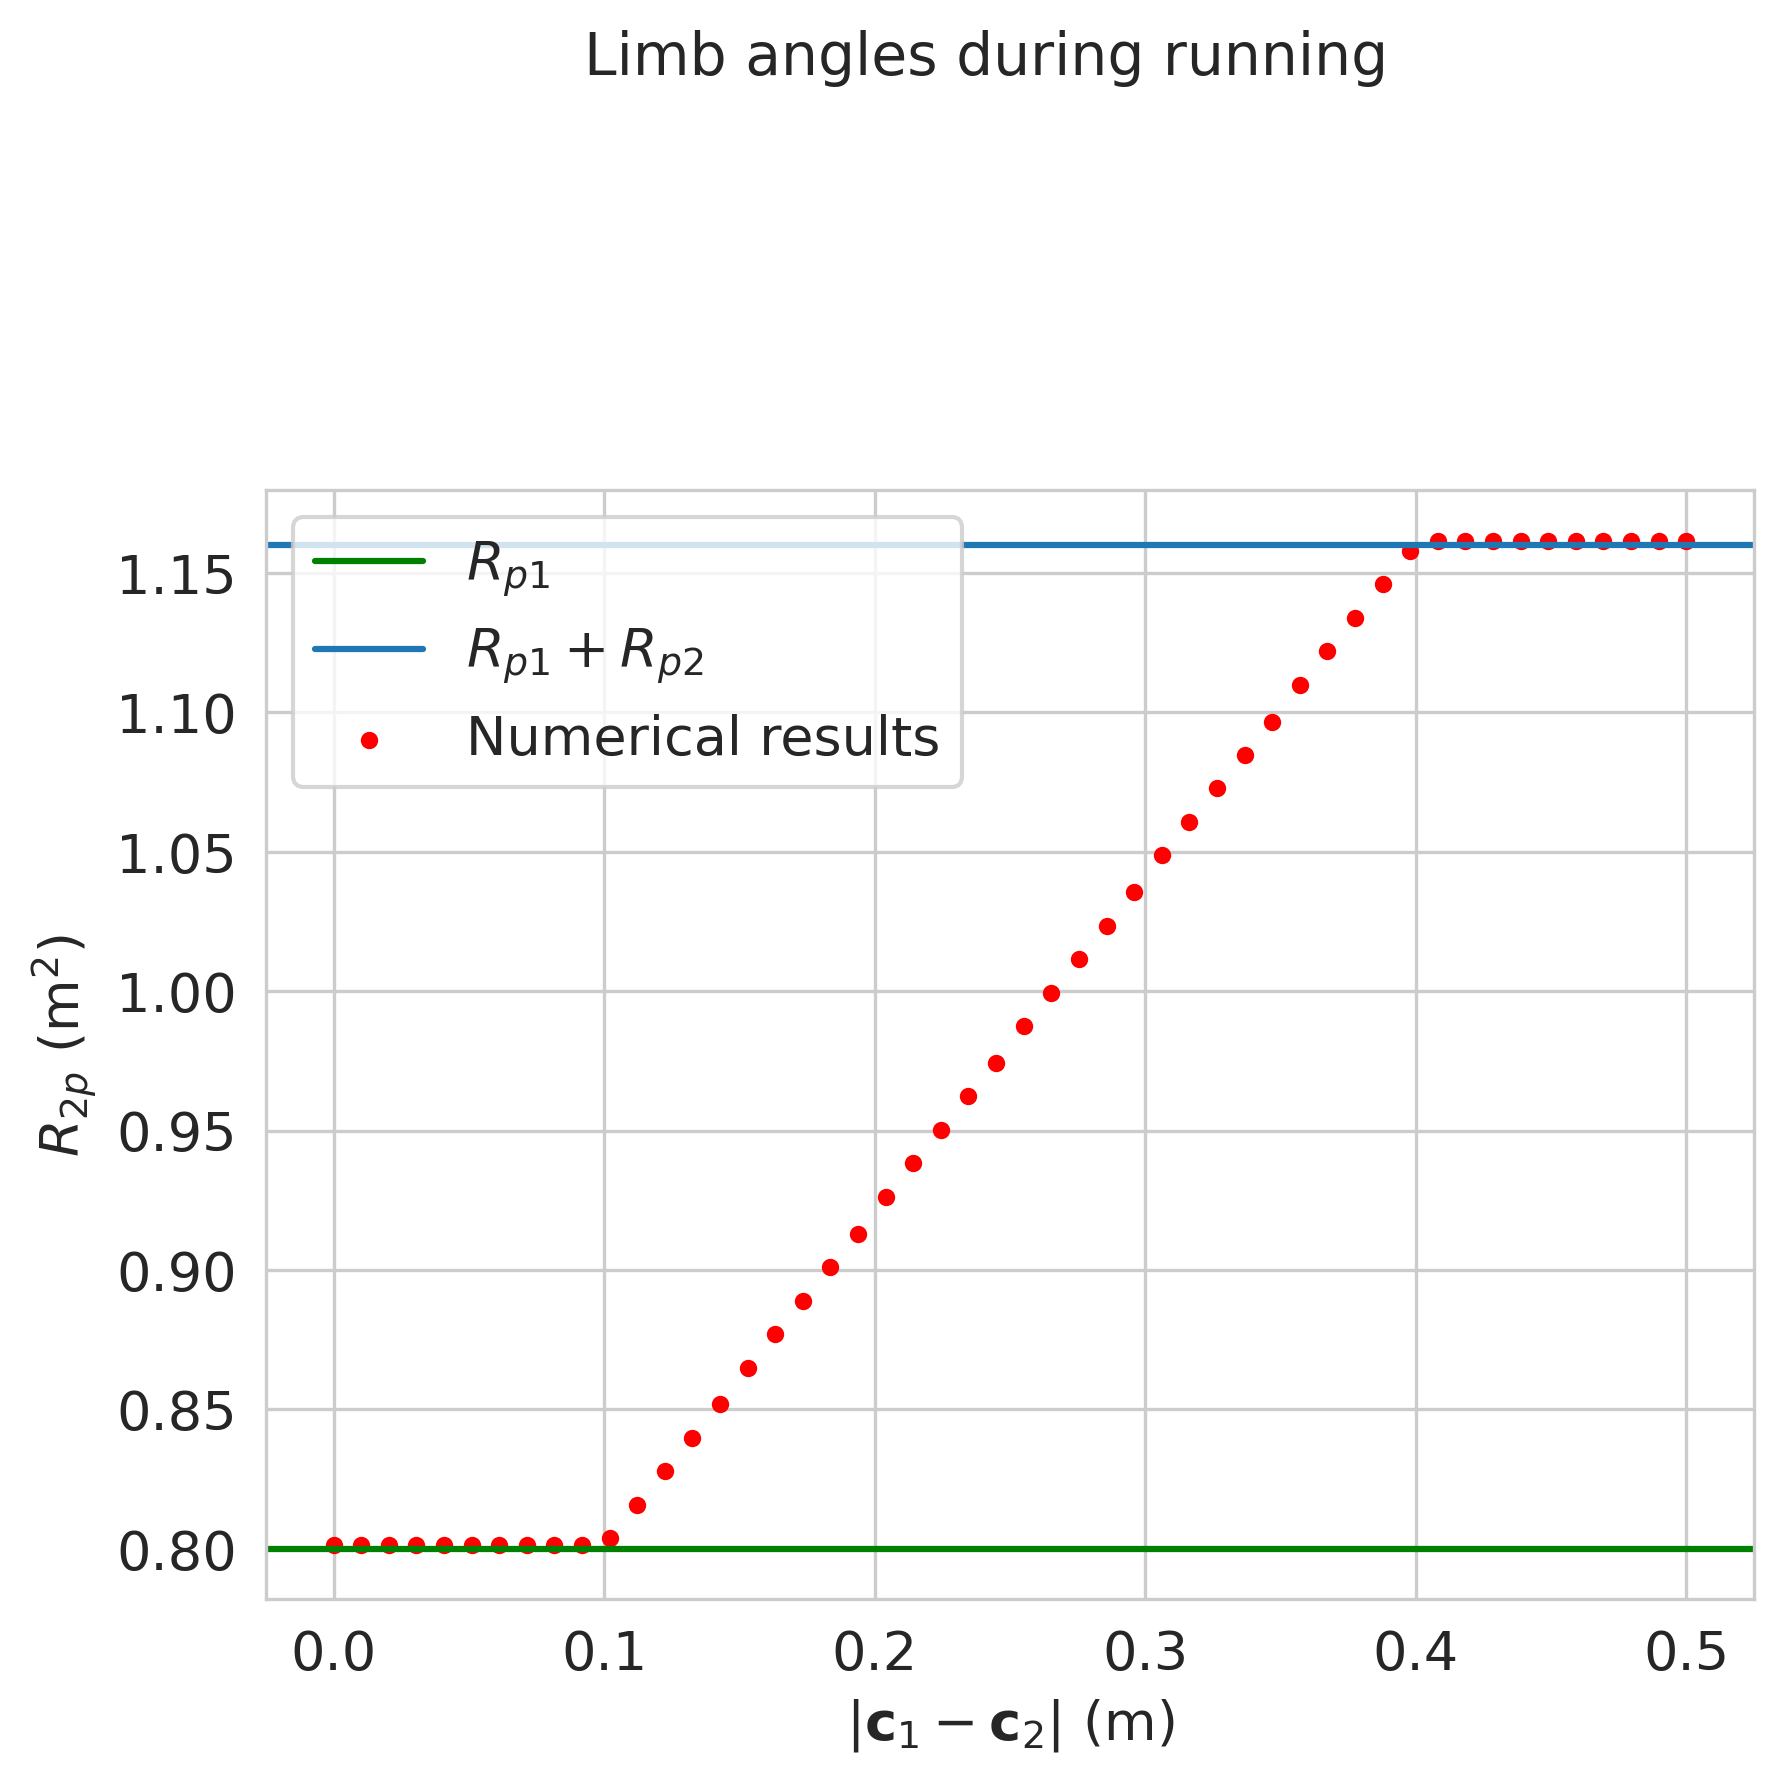 Limb angles during running
R_{p1}
R_{p1} + R_{p2}
Numerical results
1.15
1.10
1.05
1.00
0.95
0.90
0.85
0.80
R_{2p} (m^2)
0.0 0.1 0.2 0.3 0.4 0.5
|c_1 − c_2| (m)